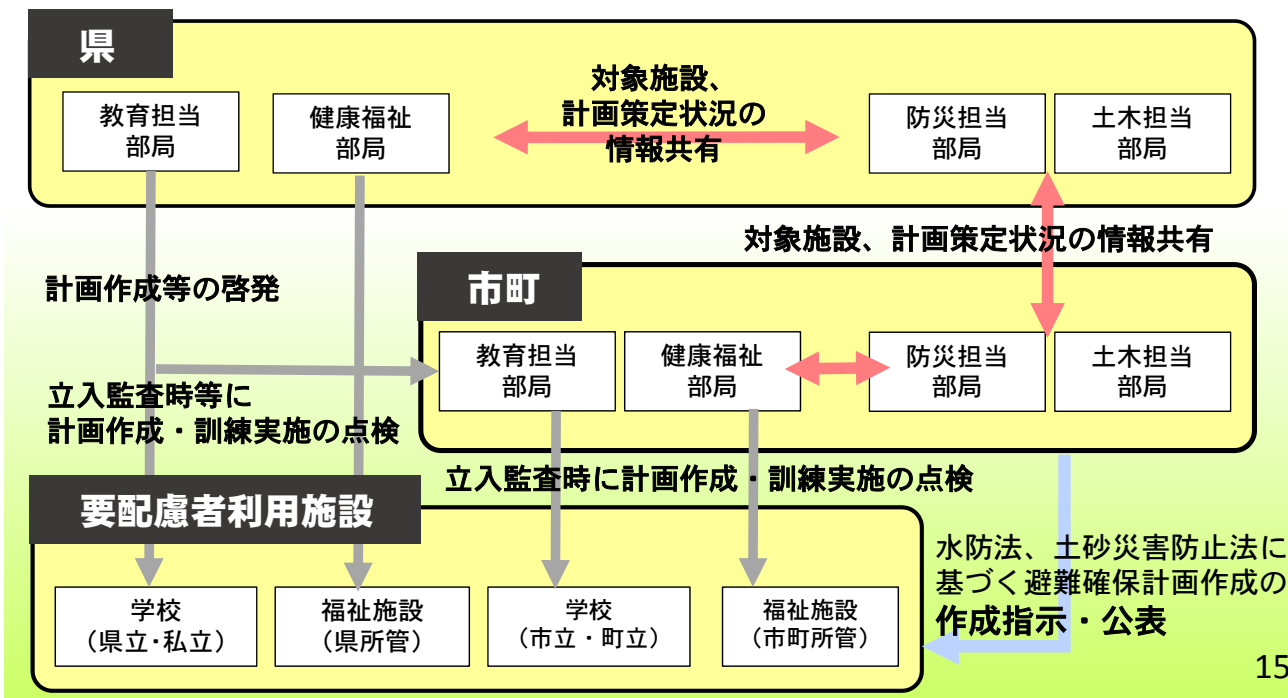 県
教育担当
部局
健康福祉
部局
対象施設、
計画策定状況の
情報共有
防災担当
部局
土木担当
部局
対象施設、計画策定状況の情報共有
計画作成等の啓発
市町
教育担当
部局
健康福祉
部局
防災担当
部局
土木担当
部局
立入監査時等に
計画作成・訓練実施の点検
立入監査時に計画作成・訓練実施の点検
要配慮者利用施設
学校
（県立・私立）
福祉施設
（県所管）
学校
（市立・町立）
福祉施設
（市町所管）
水防法、土砂災害防止法に
基づく避難確保計画作成の
作成指示・公表
15